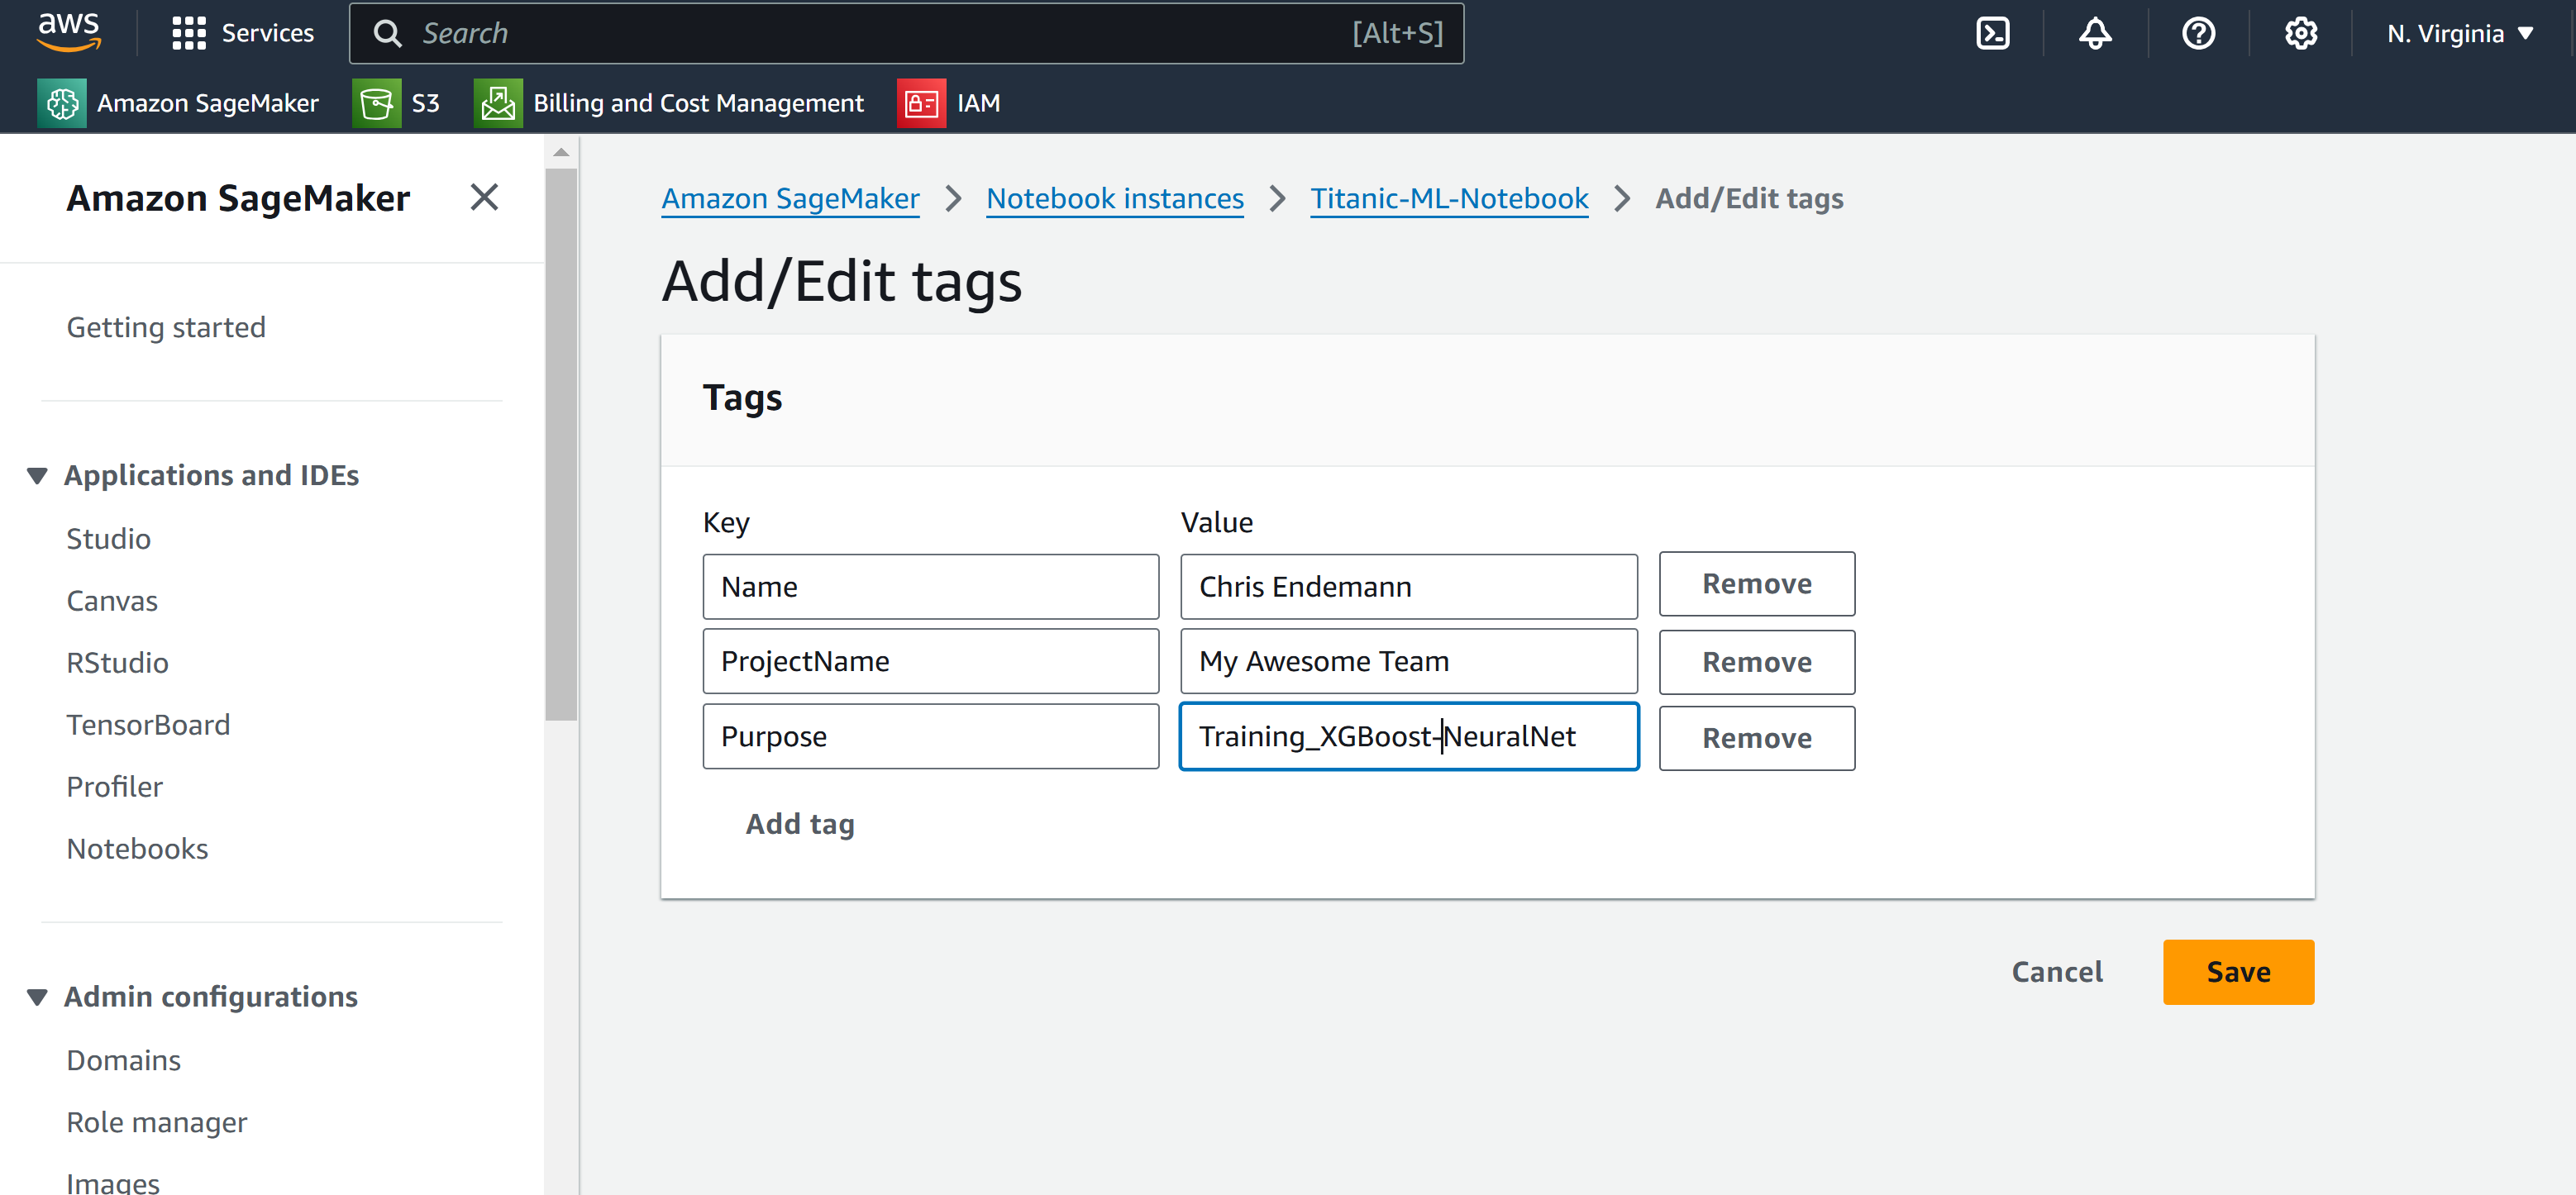 aws Services Search [Alt+S] N. Virginia
Amazon SageMaker S3 Billing and Cost Management IAM
Amazon SageMaker
Getting started
Applications and IDEs
Studio
Canvas
RStudio
TensorBoard
Profiler
Notebooks
Admin configurations
Domains
Role manager
Images
Amazon SageMaker Notebook instances Titanic-ML-Notebook Add/Edit tags
Add/Edit tags
Tags
Key Value
Name Chris Endemann Remove
ProjectName My Awesome Team Remove
Purpose Training_XGBoost-NeuralNet Remove
Add tag
Cancel Save